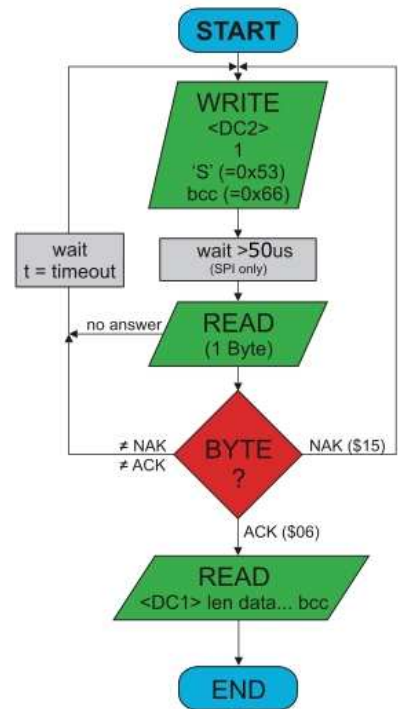 START
WRITE
<DC2>
1
‘S’ (=0x53)
bcc (=0x66)
wait
t = timeout
wait >50us
(SPI only)
no answer
READ
(1 Byte)
≠ NAK
≠ ACK
BYTE
?
NAK ($15)
ACK ($06)
READ
<DC1> len data... bcc
END